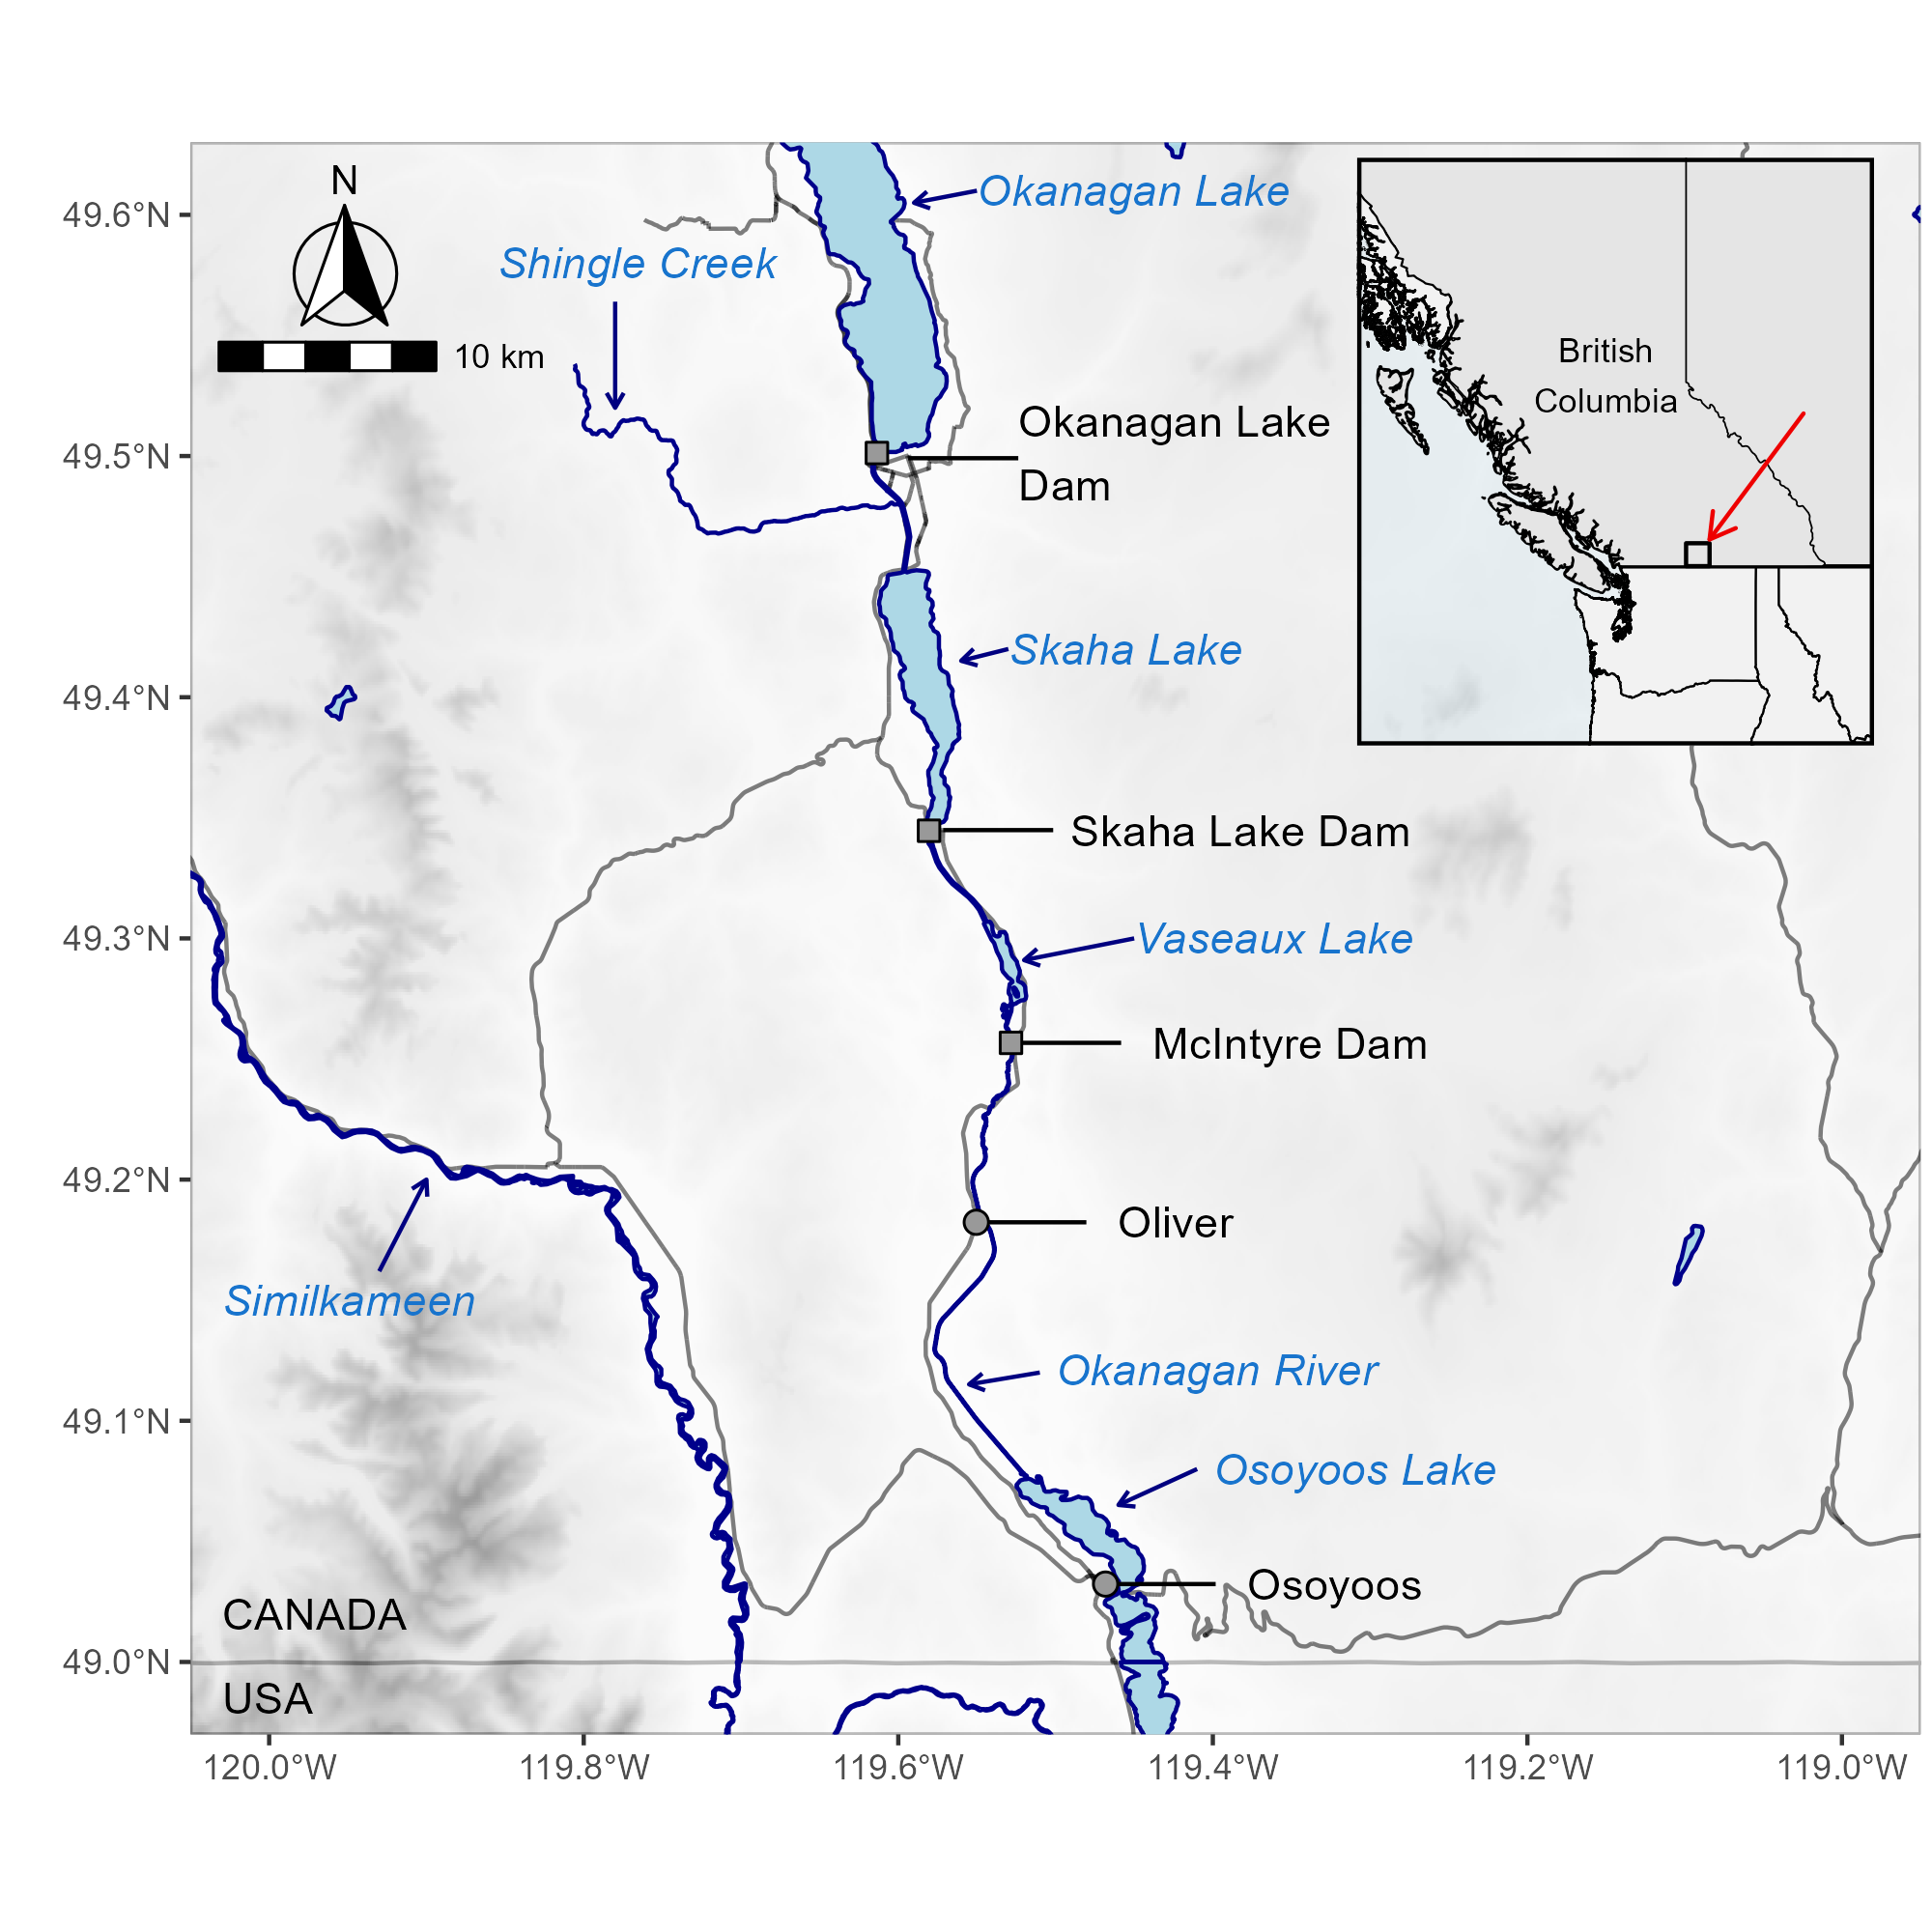 N
49.6°N
Okanagan Lake
Shingle Creek
10 km
British
Columbia
Okanagan Lake
Dam
49.5°N
Skaha Lake
49.4°N
Skaha Lake Dam
49.3°N
Vaseaux Lake
McIntyre Dam
49.2°N
Oliver
Similkameen
Okanagan River
49.1°N
Osoyoos Lake
Osoyoos
CANADA
49.0°N
USA
120.0°W
119.8°W
119.6°W
119.4°W
119.2°W
119.0°W